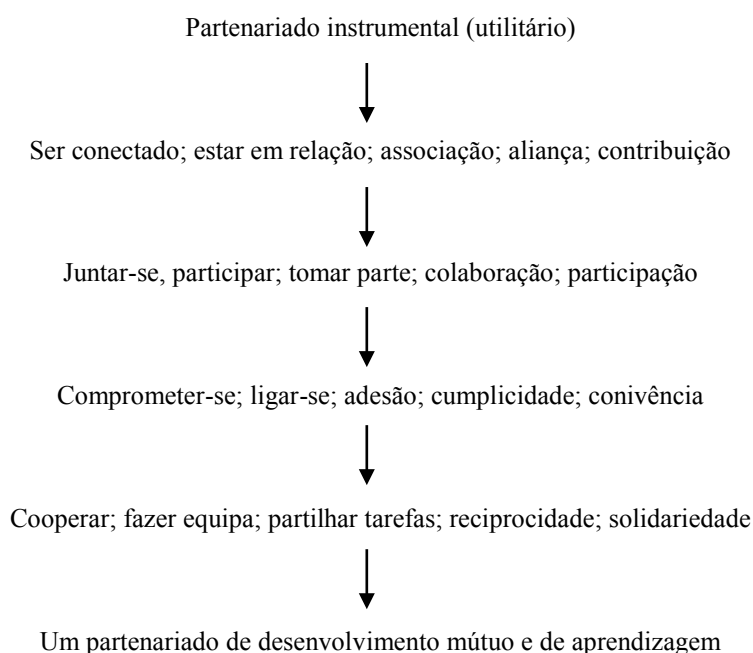 Partenariado instrumental (utilitário)
Ser conectado; estar em relação; associação; aliança; contribuição
Juntar-se, participar; tomar parte; colaboração; participação
Comprometer-se; ligar-se; adesão; cumplicidade; conivência
Cooperar; fazer equipa; partilhar tarefas; reciprocidade; solidariedade
Um partenariado de desenvolvimento mútuo e de aprendizagem